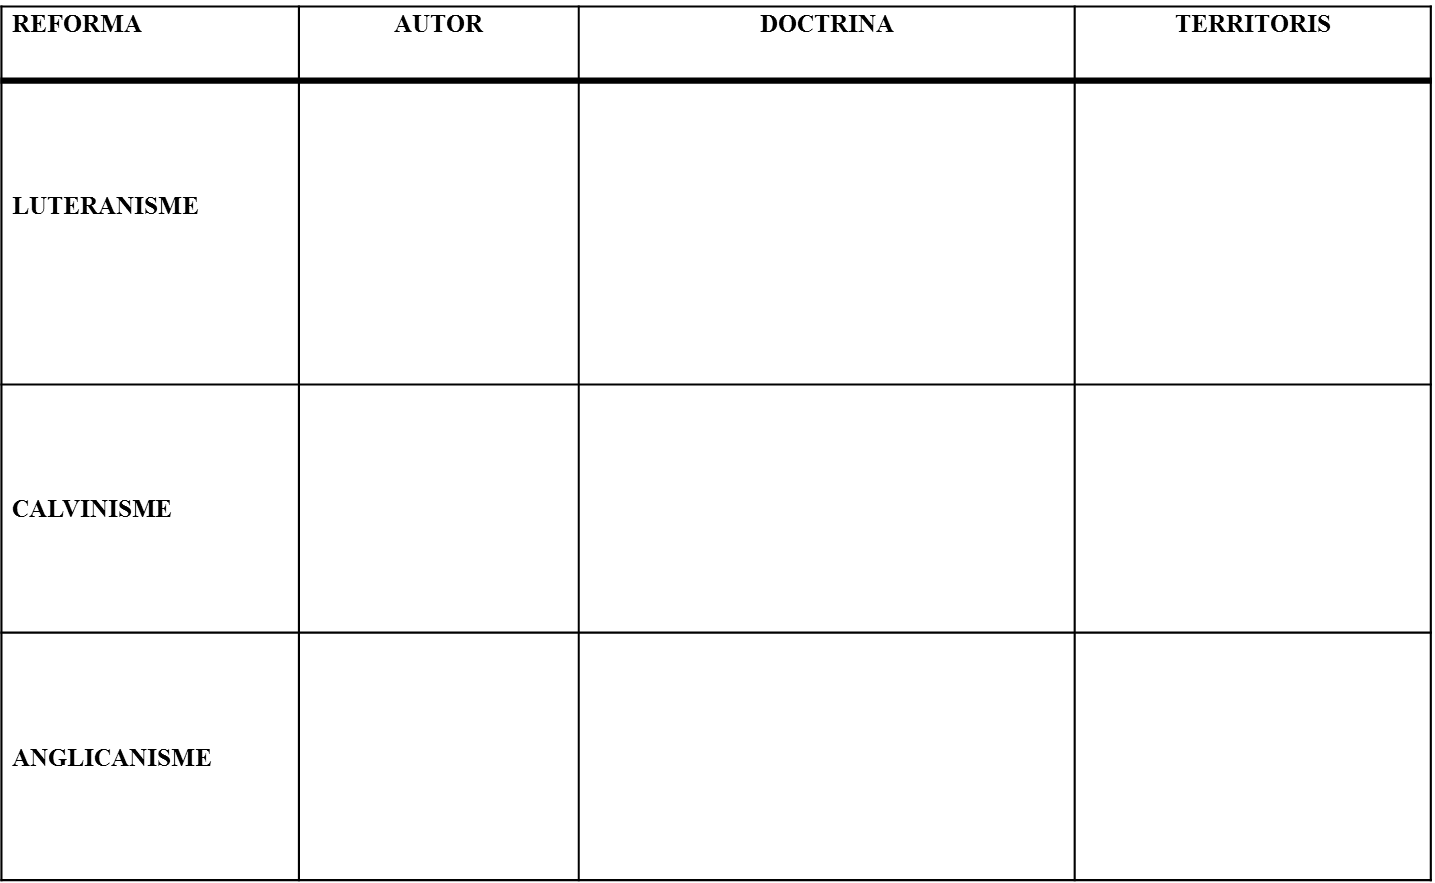 REFORMA AUTOR DOCTRINA TERRITORIS
LUTERANISME
CALVINISME
ANGLICANISME